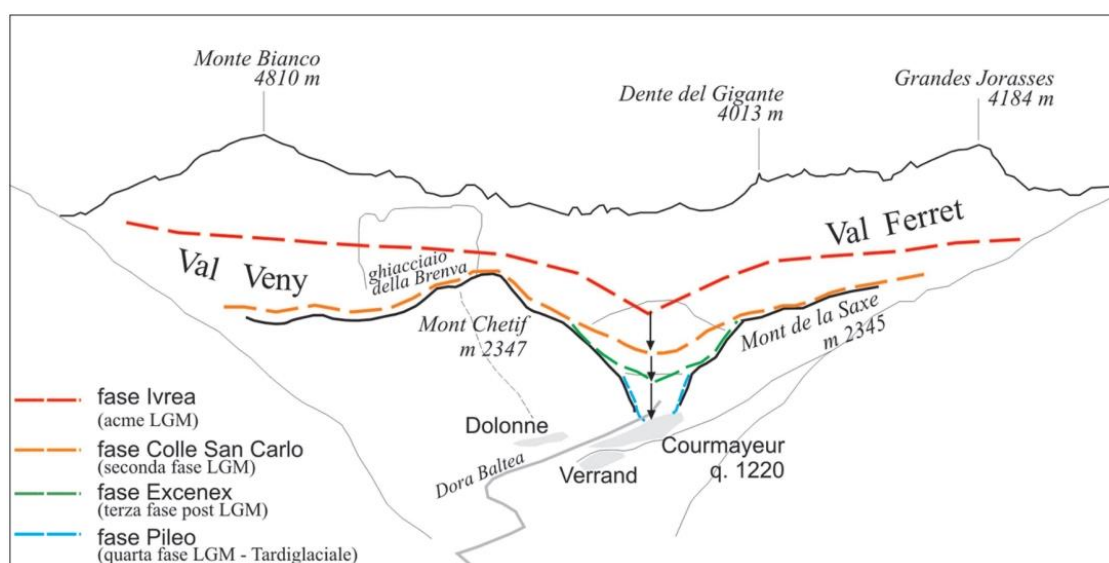 Monte Bianco
4810 m
Dente del Gigante
4013 m
Grandes Jorasses
4184 m
Val Veny
ghiacciaio
della Brenva
Val Ferret
Mont Chetif
m 2347
Mont de la Saxe
m 2345
Dolonne
Dora Baltea
Verrand
Courmayeur
q. 1220
fase Ivrea
(acme LGM)
fase Colle San Carlo
(seconda fase LGM)
fase Excenex
(terza fase post LGM)
fase Pileo
(quarta fase LGM - Tardiglaciale)